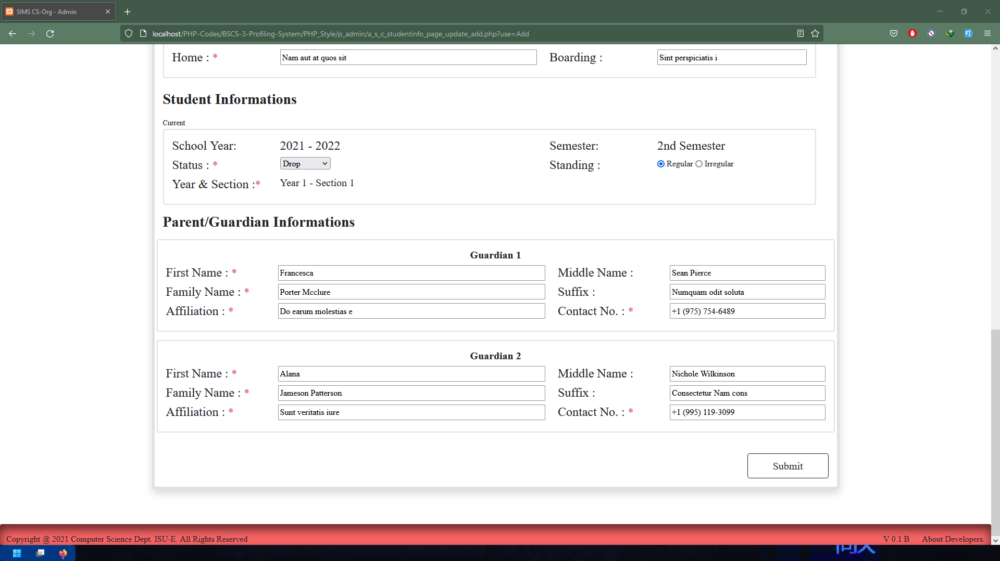 SIMS CS-Org - Admin
localhost/PHP-Codes/BSCS-3-Profiling-System/PHP_Style/p_admin/a_s_c_studentinfo_page_update_add.php?use=Add
Home : * Nam aut at quos sit Boarding : Sint perspiciatis i
Student Informations
Current
School Year: 2021 - 2022 Semester: 2nd Semester
Status : * Drop Standing : Regular Irregular
Year & Section :* Year 1 - Section 1
Parent/Guardian Informations
Guardian 1
First Name : * Francesca Middle Name : Sean Pierce
Family Name : * Porter Mcclure Suffix : Numquam odit soluta
Affiliation : * Do earum molestias e Contact No. : * +1 (975) 754-6489
Guardian 2
First Name : * Alana Middle Name : Nichole Wilkinson
Family Name : * Jameson Patterson Suffix : Consectetur Nam cons
Affiliation : * Sunt veritatis iure Contact No. : * +1 (995) 119-3099
Submit
Copyright @ 2021 Computer Science Dept. ISU-E. All Rights Reserved V 0.1 B About Developers.